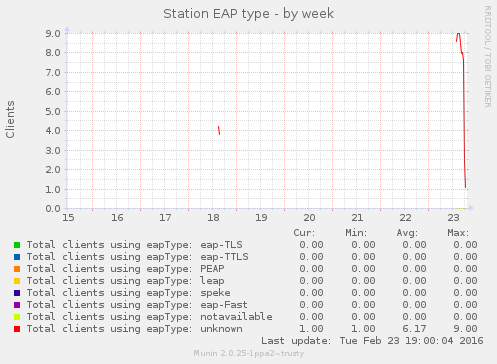 Station EAP type - by week
RRDTOOL / TOBI OETIKER
Clients
9.0
8.0
7.0
6.0
5.0
4.0
3.0
2.0
1.0
0.0
15 16 17 18 19 20 21 22 23
Cur: Min: Avg: Max:
Total clients using eapType: eap-TLS 0.00 0.00 0.00 0.00
Total clients using eapType: eap-TTLS 0.00 0.00 0.00 0.00
Total clients using eapType: PEAP 0.00 0.00 0.00 0.00
Total clients using eapType: leap 0.00 0.00 0.00 0.00
Total clients using eapType: speke 0.00 0.00 0.00 0.00
Total clients using eapType: eap-Fast 0.00 0.00 0.00 0.00
Total clients using eapType: notavailable 0.00 0.00 0.00 0.00
Total clients using eapType: unknown 1.00 1.00 6.17 9.00
Last update: Tue Feb 23 19:00:04 2016
Munin 2.0.25-1ppa2~trusty